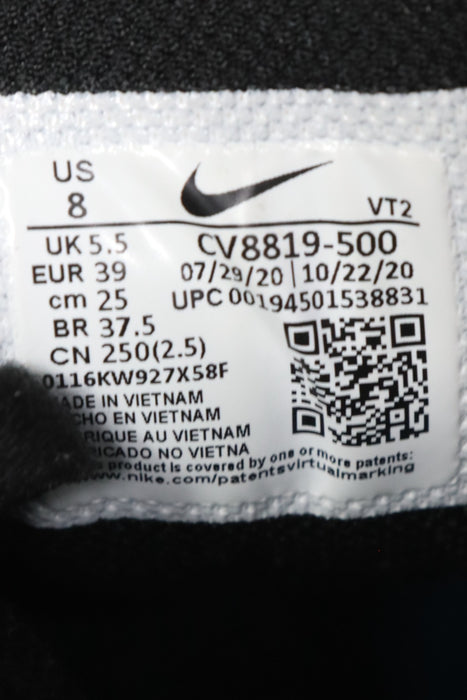 US
8
VT2
UK 5.5
CV8819-500
EUR 39
07/29/20 | 10/22/20
cm 25
UPC 00194501538831
BR 37.5
CN 250(2.5)
0116KW927X58F
ADE IN VIETNAM
CHO EN VIETNAM
RIQUE AU VIETNAM
RICADO NO VIETNA
s product is covered by one or more patents:
www.nike.com/patentsvirtualmarking